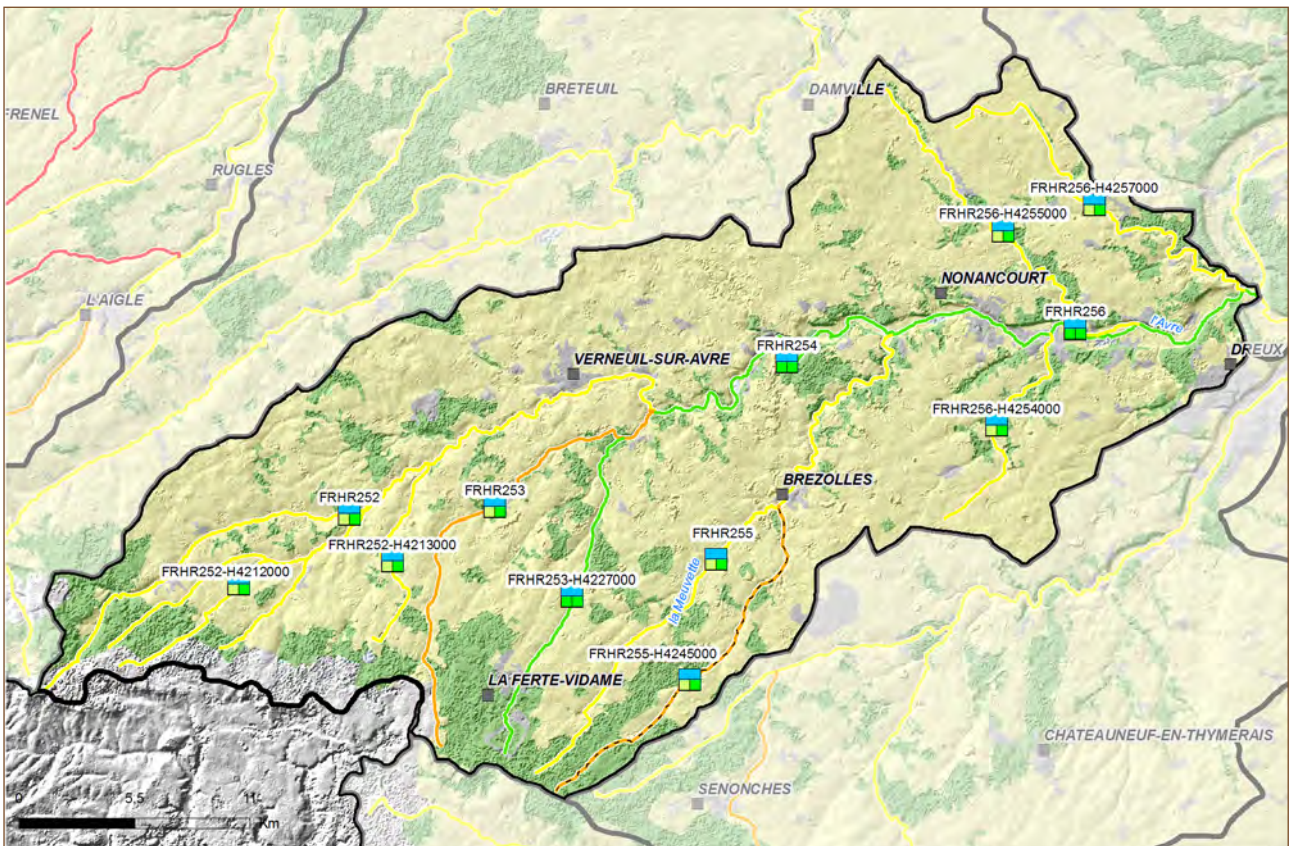 BRETEUIL
DAMVILLE
FRENEL
RUGLES
FRHR256-H4257000
FRHR256-H4255000
L'AIGLE
NONANCOURT
FRHR256
l'Avre
FRHR254
VERNEUIL-SUR-AVRE
DREUX
FRHR256-H4254000
BREZOLLES
FRHR253
FRHR252
FRHR255
FRHR252-H4213000
FRHR252-H4212000
FRHR253-H4227000
la Meuvette
FRHR255-H4245000
LA FERTE-VIDAME
CHATEAUNEUF-EN-THYMERAIS
SENONCHES
0 5,5 11
Km